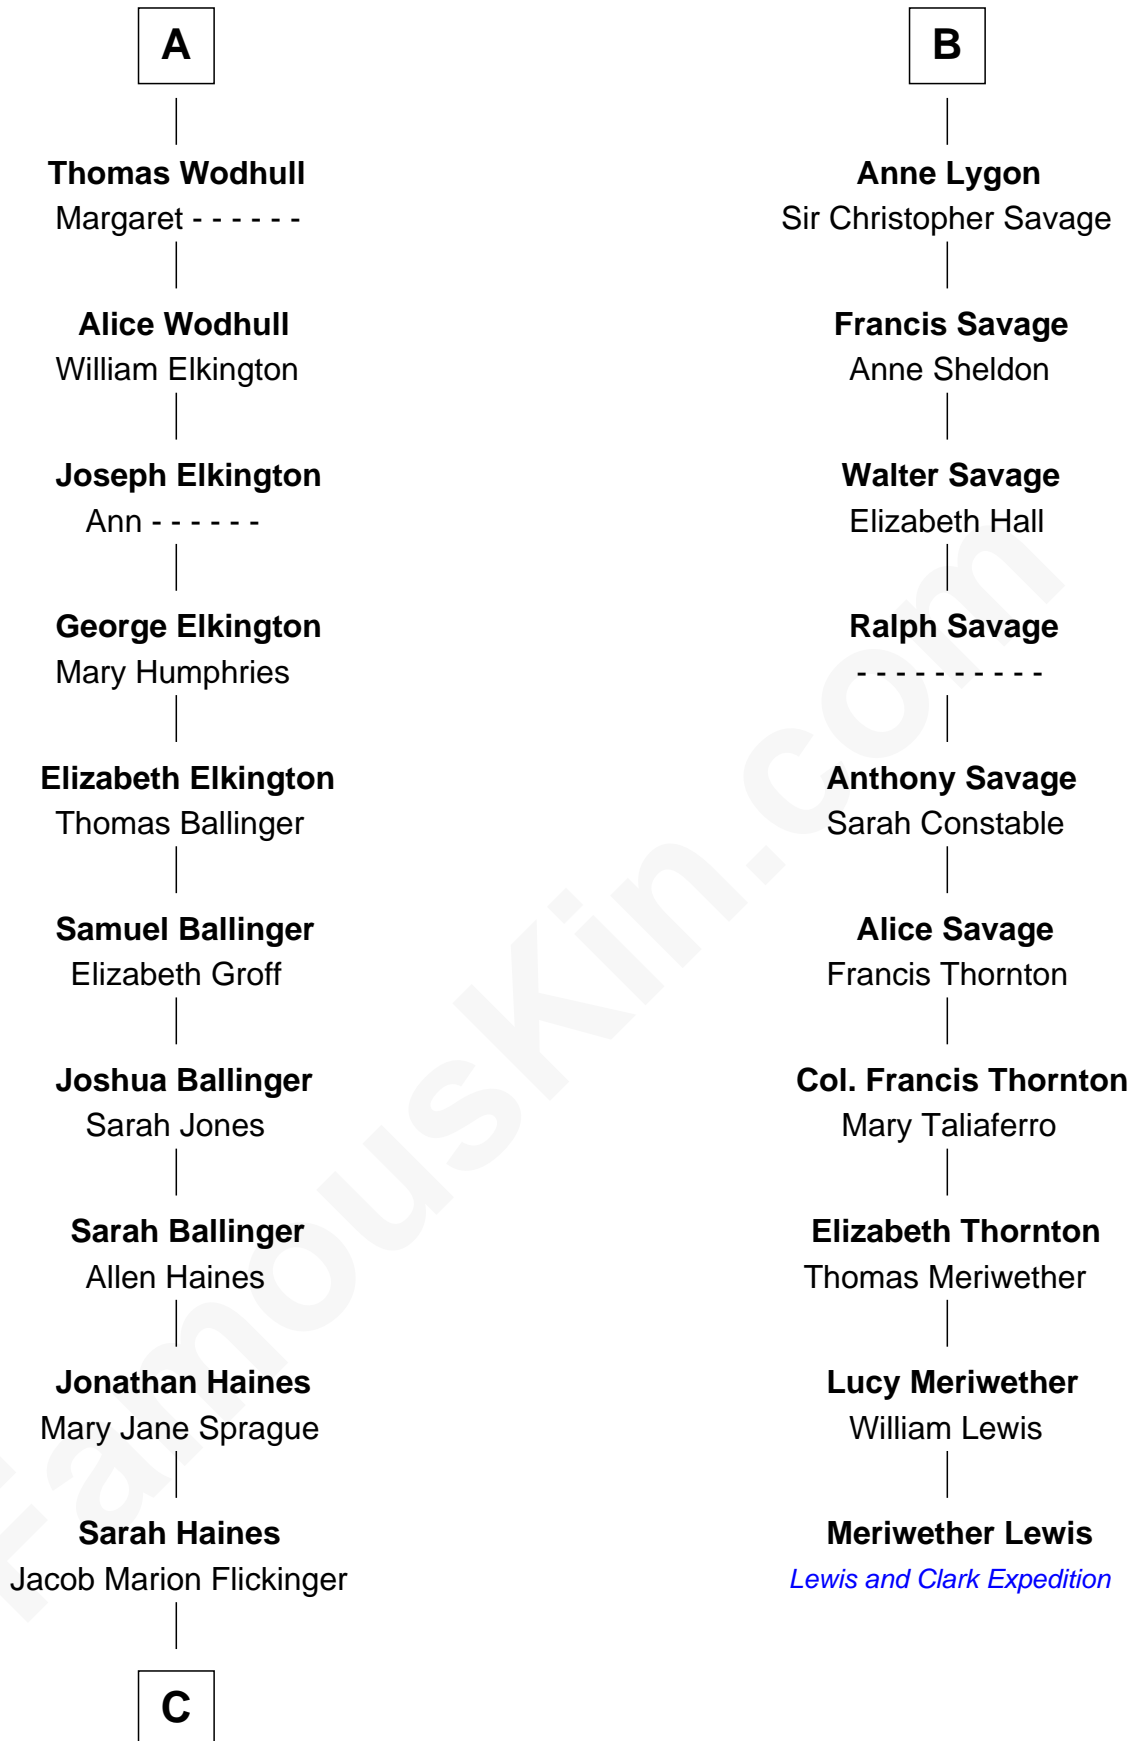 A
Thomas Wodhull
Margaret - - - - - -
Alice Wodhull
William Elkington
Joseph Elkington
Ann - - - - - -
George Elkington
Mary Humphries
Elizabeth Elkington
Thomas Ballinger
Samuel Ballinger
Elizabeth Groff
Joshua Ballinger
Sarah Jones
Sarah Ballinger
Allen Haines
Jonathan Haines
Mary Jane Sprague
Sarah Haines
Jacob Marion Flickinger
C
B
Anne Lygon
Sir Christopher Savage
Francis Savage
Anne Sheldon
Walter Savage
Elizabeth Hall
Ralph Savage
- - - - - - - - - -
Anthony Savage
Sarah Constable
Alice Savage
Francis Thornton
Col. Francis Thornton
Mary Taliaferro
Elizabeth Thornton
Thomas Meriwether
Lucy Meriwether
William Lewis
Meriwether Lewis
Lewis and Clark Expedition
FamousKin.com